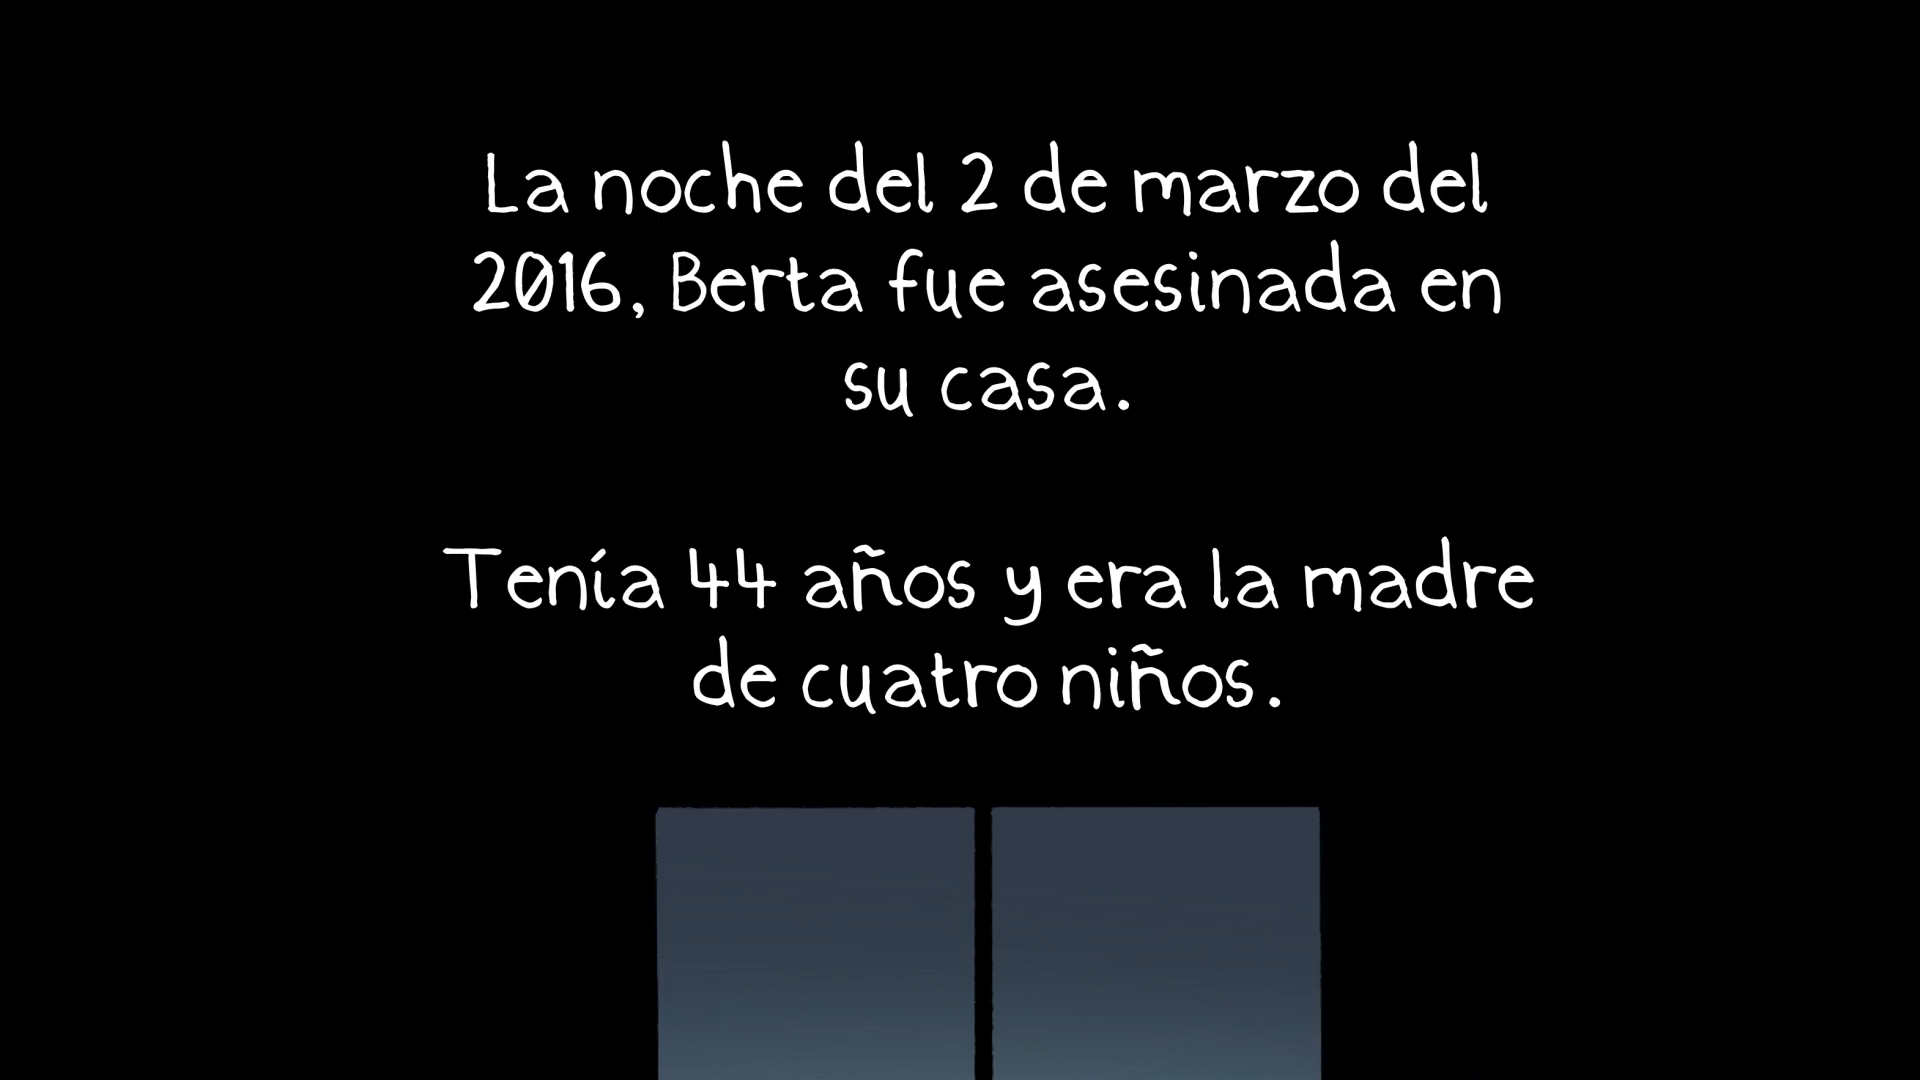 La noche del 2 de marzo del
2016, Berta fue asesinada en
su casa.
Tenía 44 años y era la madre
de cuatro niños.